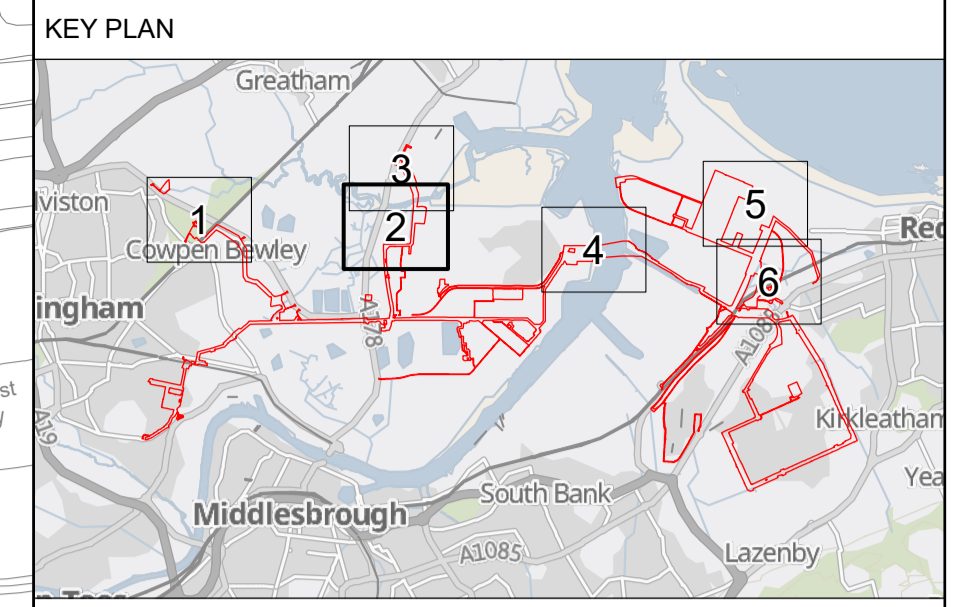 KEY PLAN
Greatham
3
lviston
1
2
5
Cowpen Bewley
4
Red
6
ingham
A178
A1085
st
A19
Kirkleatham
Yea
South Bank
Middlesbrough
A1085
Lazenby